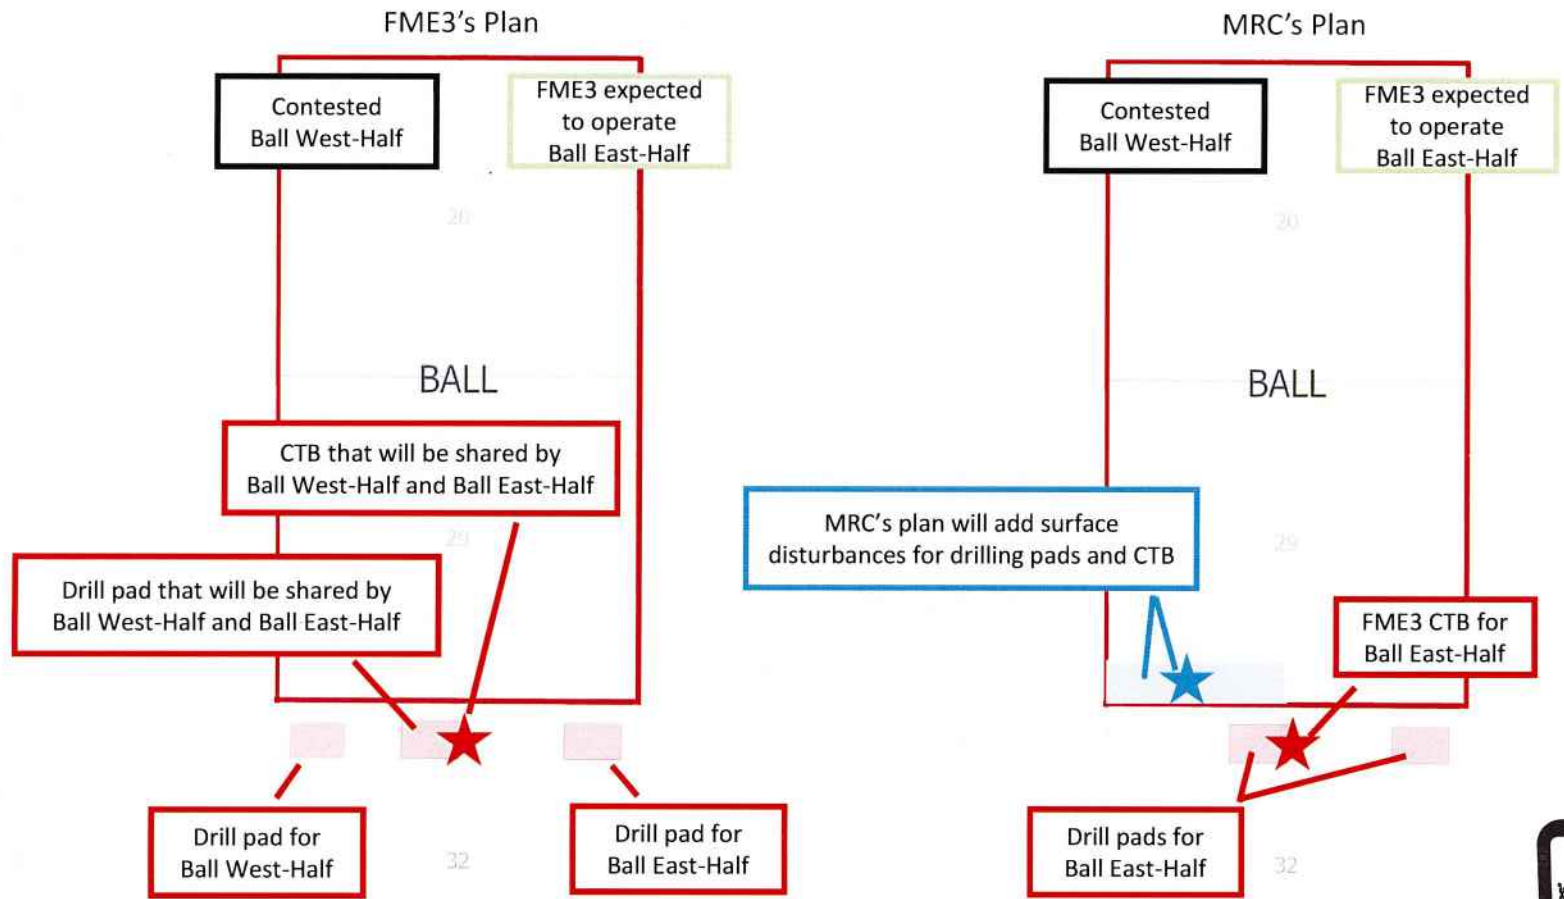 FME3's Plan
Contested
Ball West-Half
FME3 expected
to operate
Ball East-Half
20
BALL
CTB that will be shared by
Ball West-Half and Ball East-Half
29
Drill pad that will be shared by
Ball West-Half and Ball East-Half
Drill pad for
Ball West-Half
Drill pad for
Ball East-Half
32
MRC's Plan
Contested
Ball West-Half
FME3 expected
to operate
Ball East-Half
20
BALL
MRC's plan will add surface
disturbances for drilling pads and CTB
29
FME3 CTB for
Ball East-Half
Drill pads for
Ball East-Half
32